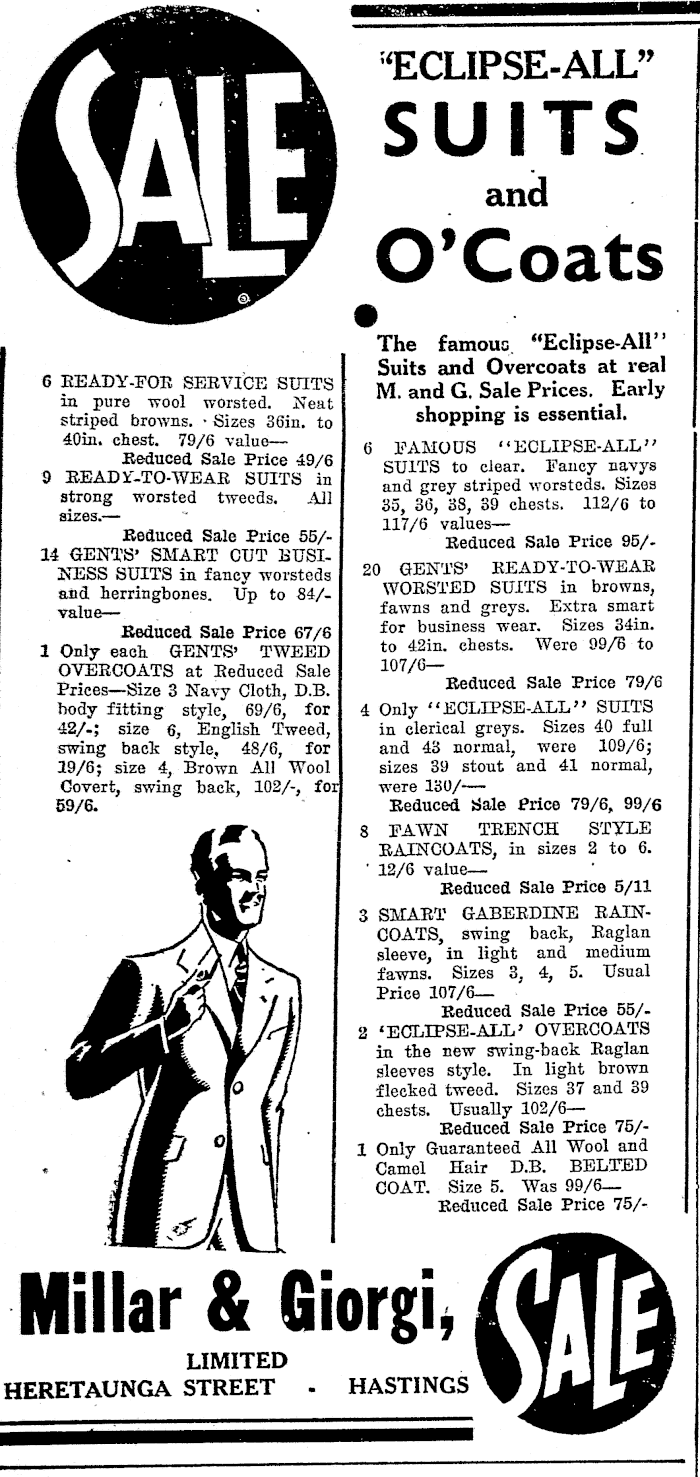 SALE
"ECLIPSE-ALL"
SUITS
and
O'Coats
The famous "Eclipse-All"
Suits and Overcoats at real
M. and G. Sale Prices. Early
shopping is essential.
6 READY-FOR SERVICE SUITS
in pure wool worsted. Neat
striped browns. Sizes 36in. to
40in. chest. 79/6 value—
Reduced Sale Price 49/6
9 READY-TO-WEAR SUITS in
strong worsted tweeds. All
sizes.—
Reduced Sale Price 55/-
14 GENTS' SMART CUT BUSI-
NESS SUITS in fancy worsteds
and herringbones. Up to 84/-
value—
Reduced Sale Price 67/6
1 Only each GENTS' TWEED
OVERCOATS at Reduced Sale
Prices—Size 3 Navy Cloth, D.B.
body fitting style, 69/6, for
42/-; size 6, English Tweed,
swing back style, 48/6, for
19/6; size 4, Brown All Wool
Covert, swing back, 102/-, for
59/6.
6 FAMOUS "ECLIPSE-ALL"
SUITS to clear. Fancy navys
and grey striped worsteds. Sizes
35, 36, 38, 39 chests. 112/6 to
117/6 values—
Reduced Sale Price 95/-
20 GENTS' READY-TO-WEAR
WORSTED SUITS in browns,
fawns and greys. Extra smart
for business wear. Sizes 34in.
to 42in. chests. Were 99/6 to
107/6—
Reduced Sale Price 79/6
4 Only "ECLIPSE-ALL" SUITS
in clerical greys. Sizes 40 full
and 43 normal, were 109/6;
sizes 39 stout and 41 normal,
were 130/—
Reduced Sale Price 79/6, 99/6
8 FAWN TRENCH STYLE
RAINCOATS, in sizes 2 to 6.
12/6 value—
Reduced Sale Price 5/11
3 SMART GABERDINE RAIN-
COATS, swing back, Raglan
sleeve, in light and medium
fawns. Sizes 3, 4, 5. Usual
Price 107/6—
Reduced Sale Price 55/-
2 'ECLIPSE-ALL' OVERCOATS
in the new swing-back Raglan
sleeves style. In light brown
flecked tweed. Sizes 37 and 39
chests. Usually 102/6—
Reduced Sale Price 75/-
1 Only Guaranteed All Wool and
Camel Hair D.B. BELTED
COAT. Size 5. Was 99/6—
Reduced Sale Price 75/-
Millar & Giorgi,
LIMITED
HERETAUNGA STREET - HASTINGS
SALE